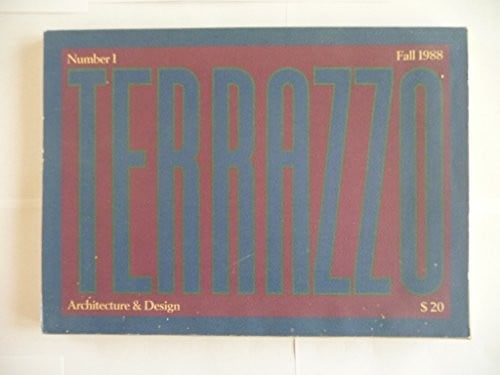 Number 1
Fall 1988
TERRAZZO
Architecture & Design
$ 20